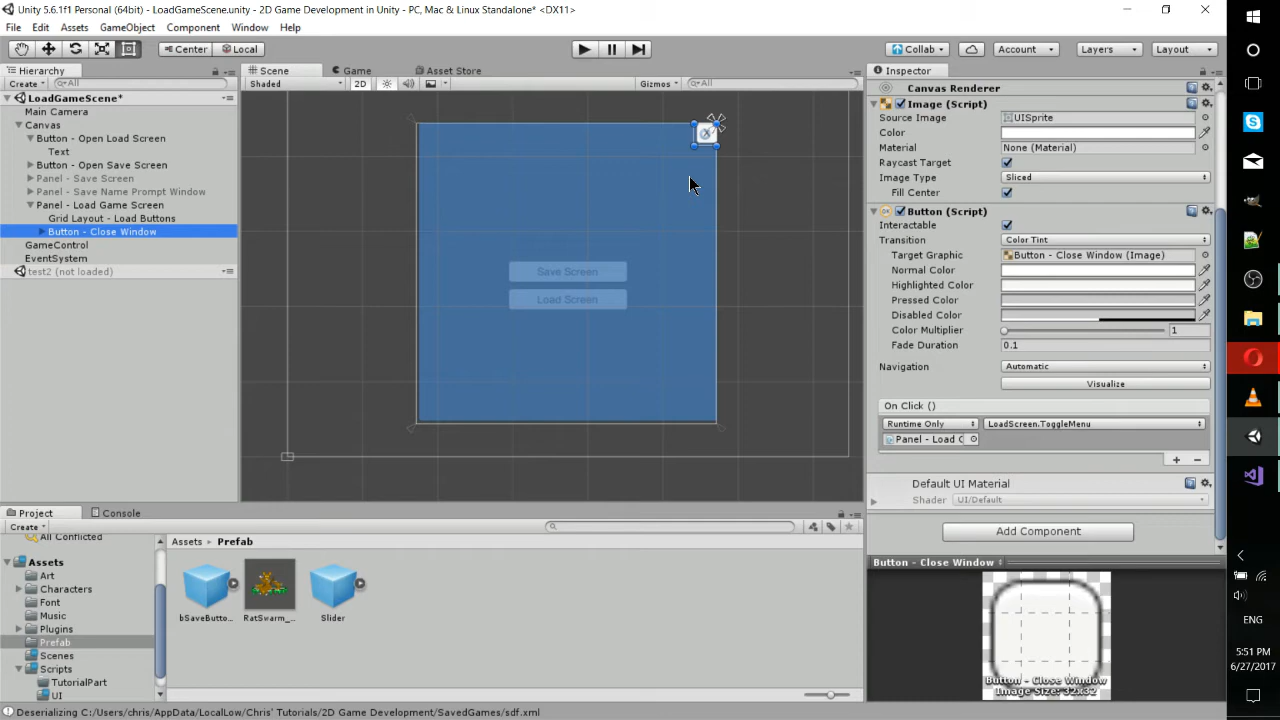 Unity 5.6.1f1 Personal (64bit) - LoadGameScene.unity - 2D Game Development in Unity - PC, Mac & Linux Standalone* <DX11>
File Edit Assets GameObject Component Window Help
Center Local Collab Account Layers Layout
Hierarchy
Create All
LoadGameScene*
Main Camera
Canvas
Button - Open Load Screen
Text
Button - Open Save Screen
Panel - Save Screen
Panel - Save Name Prompt Window
Panel - Load Game Screen
Grid Layout - Load Buttons
Button - Close Window
GameControl
EventSystem
test2 (not loaded)
Scene Game Asset Store
Shaded 2D Gizmos All
Save Screen
Load Screen
Inspector
Canvas Renderer
Image (Script)
Source Image UISprite
Color
Material None (Material)
Raycast Target
Image Type Sliced
Fill Center
Button (Script)
Interactable
Transition Color Tint
Target Graphic Button - Close Window (Image)
Normal Color
Highlighted Color
Pressed Color
Disabled Color
Color Multiplier 1
Fade Duration 0.1
Navigation Automatic
Visualize
On Click ()
Runtime Only LoadScreen.ToggleMenu
Panel - Load G
Default UI Material
Shader UI/Default
Add Component
Button - Close Window
Button - Close Window
Image Size: 32x32
Project Console
Create
All Conflicted
Assets
Art
Characters
Font
Music
Plugins
Prefab
Scenes
Scripts
TutorialPart
UI
Assets Prefab
bSaveButto... RatSwarm_... Slider
Deserializing C:/Users/chris/AppData/LocalLow/Chris' Tutorials/2D Game Development/SavedGames/sdf.xml
ENG
5:51 PM
6/27/2017